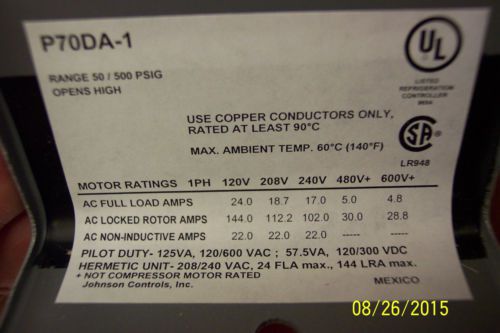 P70DA-1
RANGE 50 / 500 PSIG
OPENS HIGH
UL
LISTED
REFRIGERATION
CONTROLLER
USE COPPER CONDUCTORS ONLY,
RATED AT LEAST 90°C
MAX. AMBIENT TEMP. 60°C (140°F)
SA
LR948
MOTOR RATINGS 1PH 120V 208V 240V 480V+ 600V+
AC FULL LOAD AMPS 24.0 18.7 17.0 5.0 4.8
AC LOCKED ROTOR AMPS 144.0 112.2 102.0 30.0 28.8
AC NON-INDUCTIVE AMPS 22.0 22.0 22.0 ----- -----
PILOT DUTY- 125VA, 120/600 VAC ; 57.5VA, 120/300 VDC
HERMETIC UNIT- 208/240 VAC, 24 FLA max., 144 LRA max.
+ NOT COMPRESSOR MOTOR RATED
Johnson Controls, Inc. MEXICO
08/26/2015